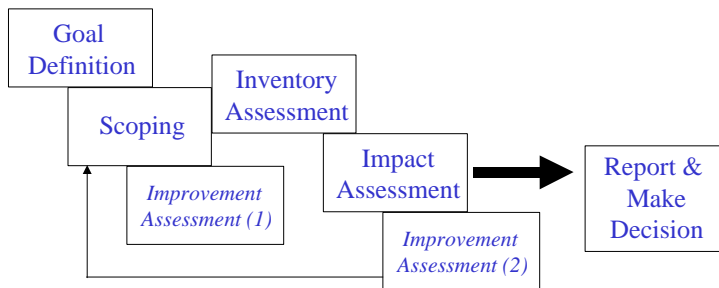 Goal
Definition
Scoping
Inventory
Assessment
Improvement
Assessment (1)
Impact
Assessment
Improvement
Assessment (2)
Report &
Make
Decision